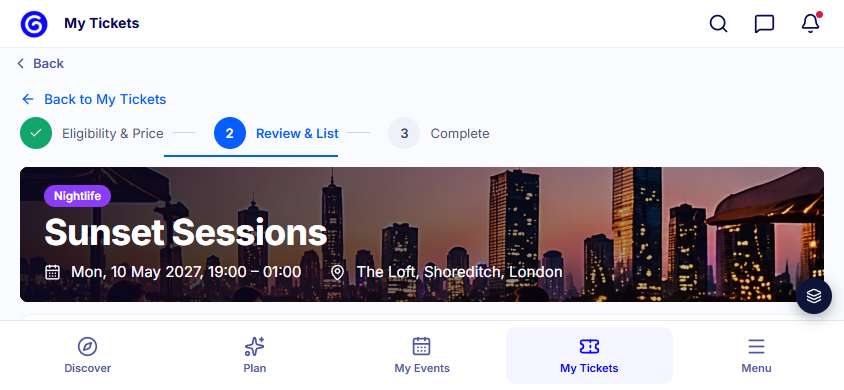 My Tickets
Back
Back to My Tickets
Eligibility & Price
2 Review & List
3 Complete
Nightlife
Sunset Sessions
Mon, 10 May 2027, 19:00 – 01:00 The Loft, Shoreditch, London
Discover Plan My Events My Tickets Menu